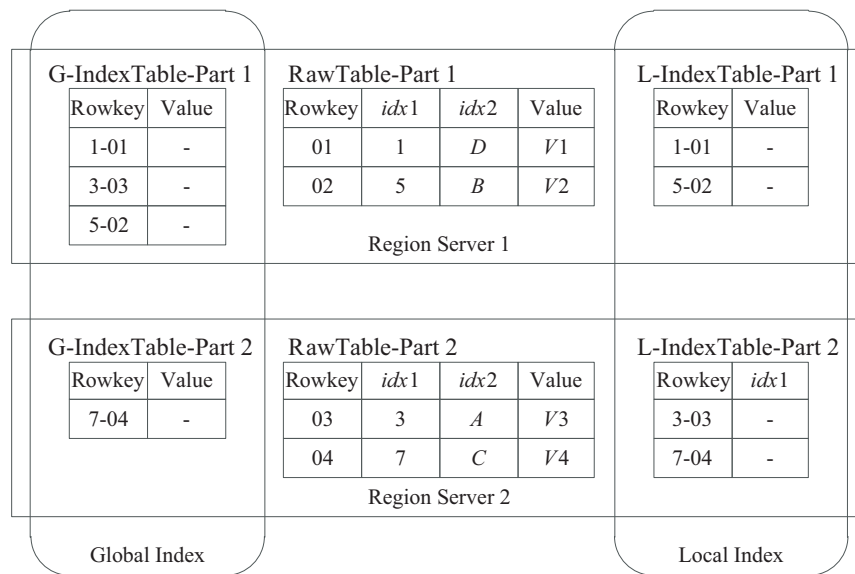 G-IndexTable-Part 1 RawTable-Part 1 L-IndexTable-Part 1
Rowkey Value Rowkey idx1 idx2 Value Rowkey Value
1-01 - 01 1 D V1 1-01 -
3-03 - 02 5 B V2 5-02 -
5-02 -
Region Server 1
G-IndexTable-Part 2 RawTable-Part 2 L-IndexTable-Part 2
Rowkey Value Rowkey idx1 idx2 Value Rowkey idx1
7-04 - 03 3 A V3 3-03 -
04 7 C V4 7-04 -
Region Server 2
Global Index Local Index